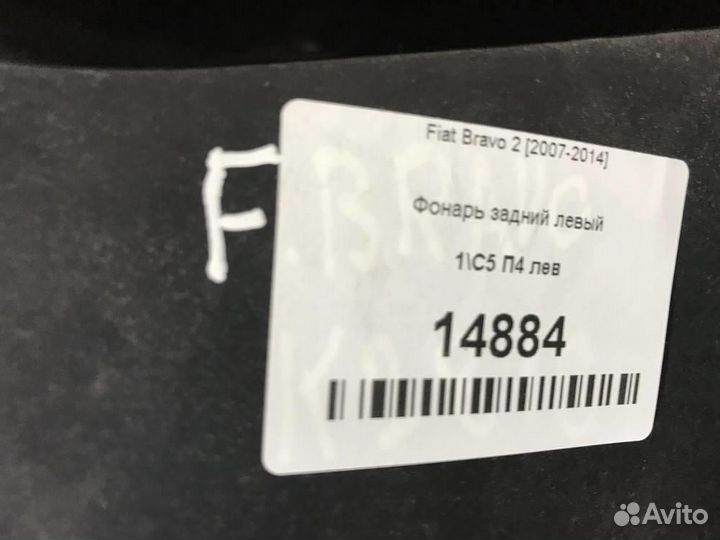 Fiat Bravo 2 [2007-2014]
F.BRAVO
Фонарь задний левый
1\С5 П4 лев
14884
Avito